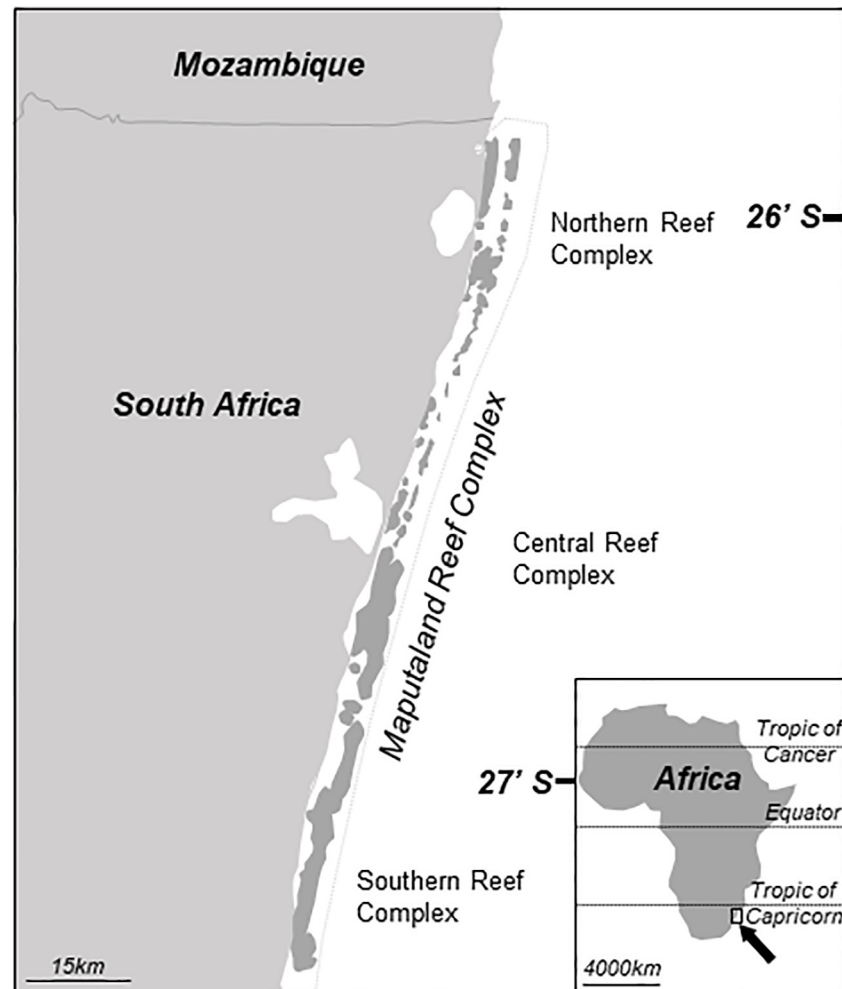 Mozambique
Northern Reef
Complex
26' S
South Africa
Maputaland Reef Complex
Central Reef
Complex
27' S
Southern Reef
Complex
15km
Tropic of
Cancer
Africa
Equator
Tropic of
Capricorn
4000km